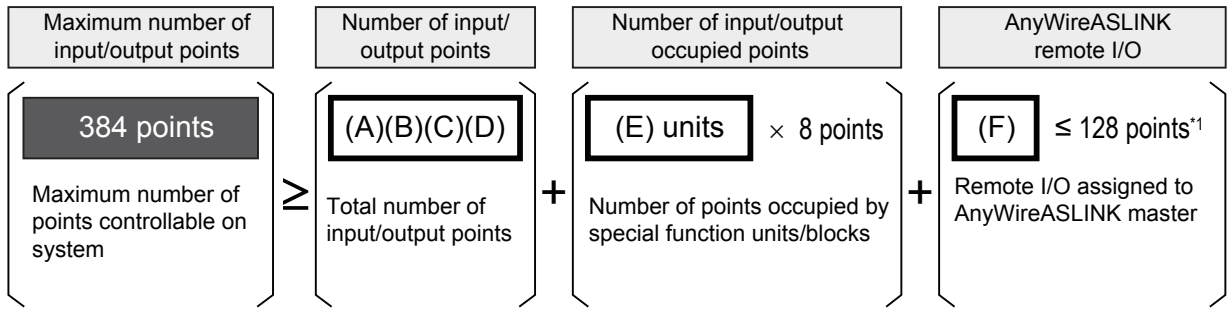 Maximum number of
input/output points
Number of input/
output points
Number of input/output
occupied points
AnyWireASLINK
remote I/O
384 points
Maximum number of
points controllable on
system
≥
(A)(B)(C)(D)
Total number of
input/output points
+
(E) units × 8 points
Number of points occupied by
special function units/blocks
+
(F) ≤ 128 points*1
Remote I/O assigned to
AnyWireASLINK master